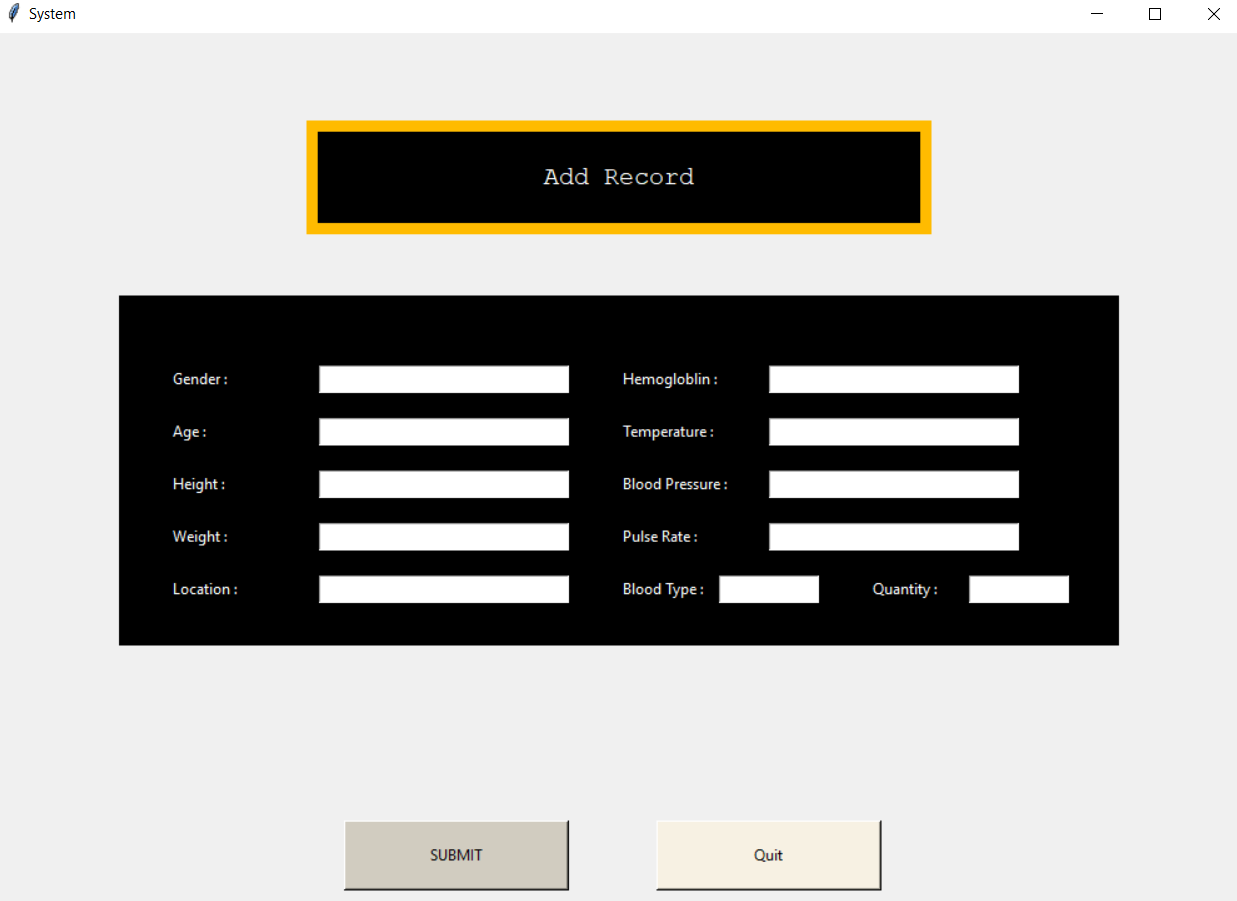 System
Add Record
Gender : Hemogloblin :
Age : Temperature :
Height : Blood Pressure :
Weight : Pulse Rate :
Location : Blood Type : Quantity :
SUBMIT Quit